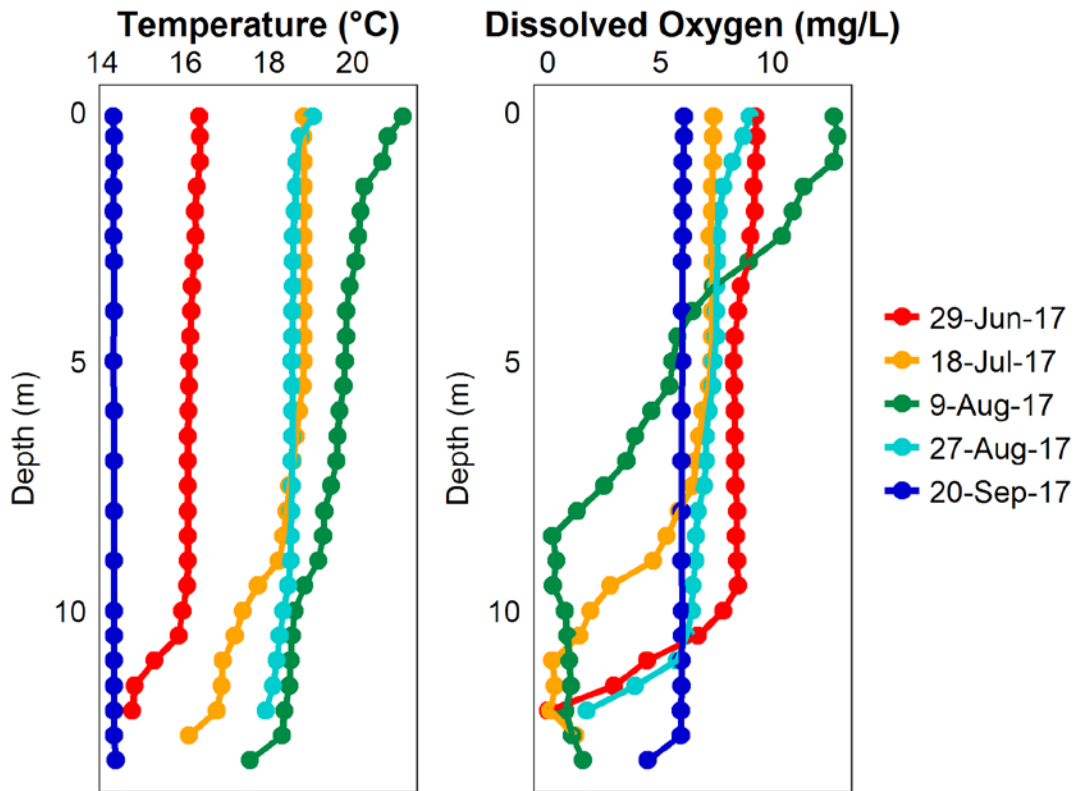 Temperature (°C)
14 16 18 20
Depth (m)
0
5
10
Dissolved Oxygen (mg/L)
0 5 10
Depth (m)
0
5
10
29-Jun-17
18-Jul-17
9-Aug-17
27-Aug-17
20-Sep-17